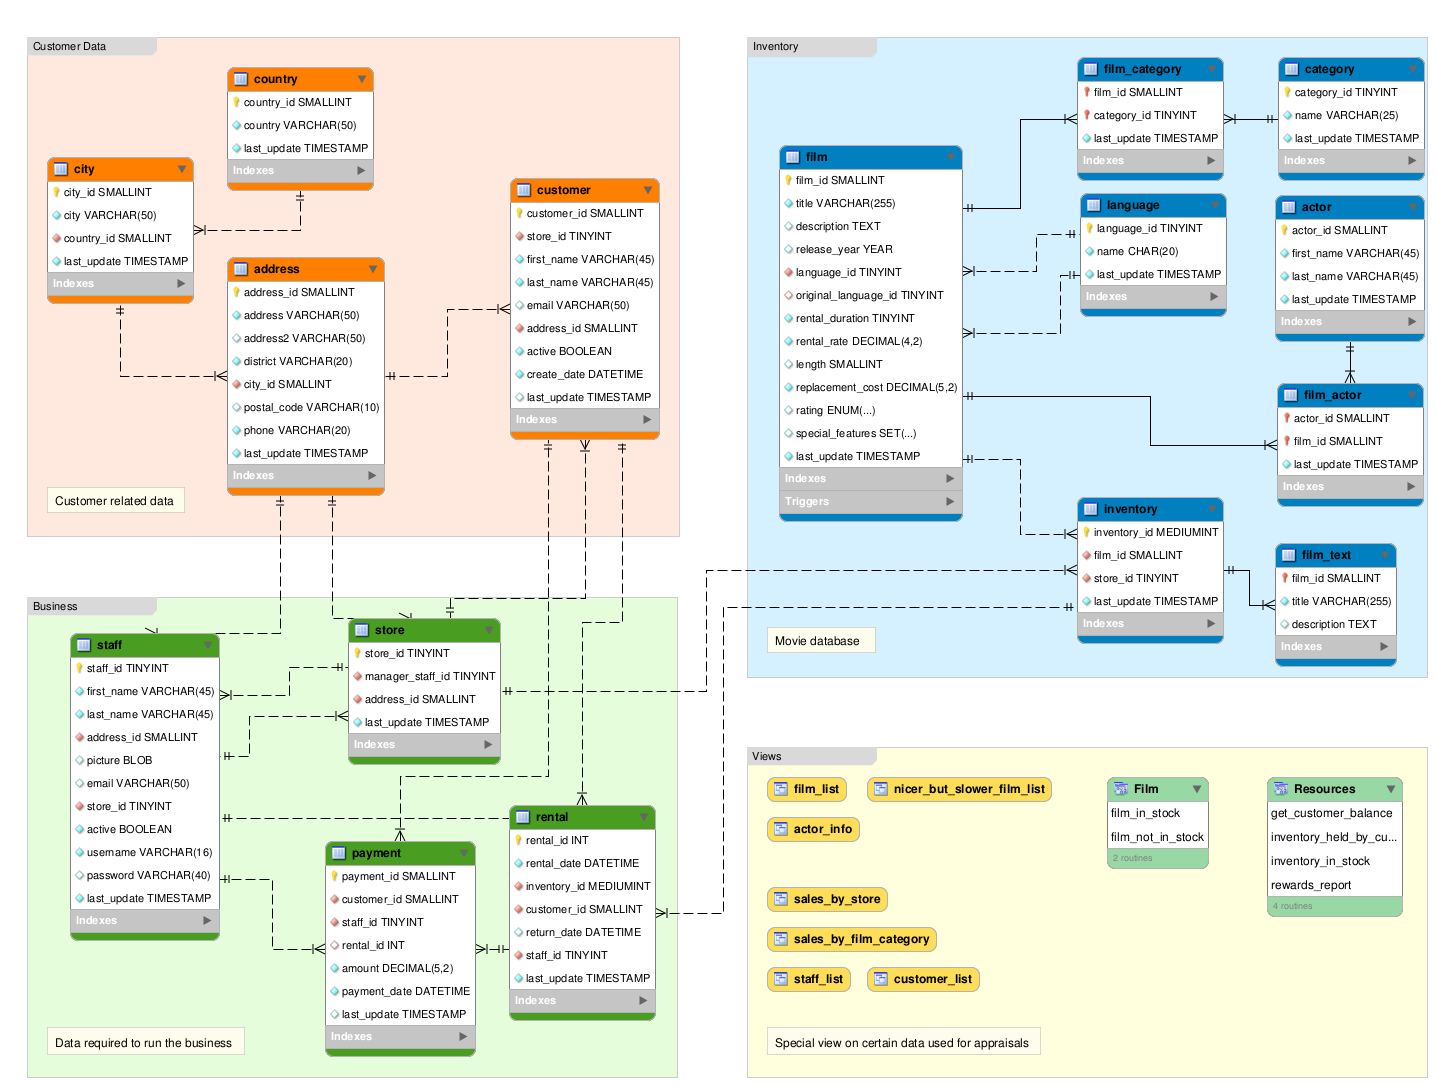 Customer Data
country
country_id SMALLINT
country VARCHAR(50)
last_update TIMESTAMP
Indexes
city
city_id SMALLINT
city VARCHAR(50)
country_id SMALLINT
last_update TIMESTAMP
Indexes
address
address_id SMALLINT
address VARCHAR(50)
address2 VARCHAR(50)
district VARCHAR(20)
city_id SMALLINT
postal_code VARCHAR(10)
phone VARCHAR(20)
last_update TIMESTAMP
Indexes
customer
customer_id SMALLINT
store_id TINYINT
first_name VARCHAR(45)
last_name VARCHAR(45)
email VARCHAR(50)
address_id SMALLINT
active BOOLEAN
create_date DATETIME
last_update TIMESTAMP
Indexes
Customer related data
Inventory
film
film_id SMALLINT
title VARCHAR(255)
description TEXT
release_year YEAR
language_id TINYINT
original_language_id TINYINT
rental_duration TINYINT
rental_rate DECIMAL(4,2)
length SMALLINT
replacement_cost DECIMAL(5,2)
rating ENUM(...)
special_features SET(...)
last_update TIMESTAMP
Indexes
Triggers
film_category
film_id SMALLINT
category_id TINYINT
last_update TIMESTAMP
Indexes
category
category_id TINYINT
name VARCHAR(25)
last_update TIMESTAMP
Indexes
language
language_id TINYINT
name CHAR(20)
last_update TIMESTAMP
Indexes
actor
actor_id SMALLINT
first_name VARCHAR(45)
last_name VARCHAR(45)
last_update TIMESTAMP
Indexes
film_actor
actor_id SMALLINT
film_id SMALLINT
last_update TIMESTAMP
Indexes
inventory
inventory_id MEDIUMINT
film_id SMALLINT
store_id TINYINT
last_update TIMESTAMP
Indexes
film_text
film_id SMALLINT
title VARCHAR(255)
description TEXT
Indexes
Movie database
Business
staff
staff_id TINYINT
first_name VARCHAR(45)
last_name VARCHAR(45)
address_id SMALLINT
picture BLOB
email VARCHAR(50)
store_id TINYINT
active BOOLEAN
username VARCHAR(16)
password VARCHAR(40)
last_update TIMESTAMP
Indexes
store
store_id TINYINT
manager_staff_id TINYINT
address_id SMALLINT
last_update TIMESTAMP
Indexes
payment
payment_id SMALLINT
customer_id SMALLINT
staff_id TINYINT
rental_id INT
amount DECIMAL(5,2)
payment_date DATETIME
last_update TIMESTAMP
Indexes
rental
rental_id INT
rental_date DATETIME
inventory_id MEDIUMINT
customer_id SMALLINT
return_date DATETIME
staff_id TINYINT
last_update TIMESTAMP
Indexes
Data required to run the business
Views
film_list
nicer_but_slower_film_list
actor_info
sales_by_store
sales_by_film_category
staff_list
customer_list
Film
film_in_stock
film_not_in_stock
2 routines
Resources
get_customer_balance
inventory_held_by_cu...
inventory_in_stock
rewards_report
4 routines
Special view on certain data used for appraisals